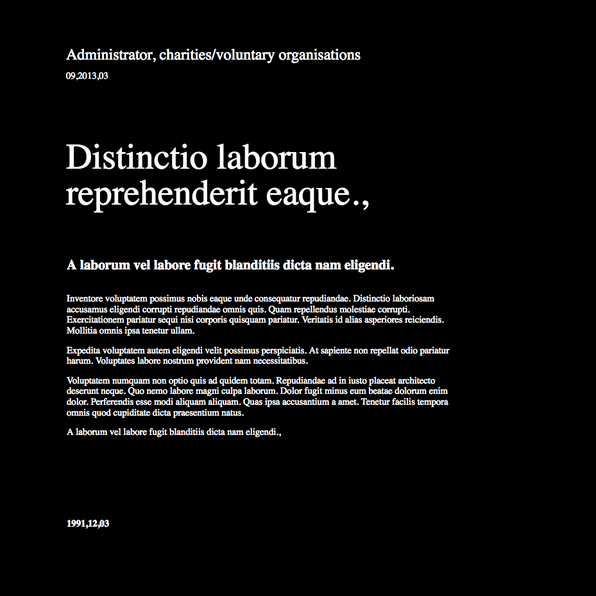 Administrator, charities/voluntary organisations
09,2013,03
Distinctio laborum
reprehenderit eaque.,
A laborum vel labore fugit blanditiis dicta nam eligendi.
Inventore voluptatem possimus nobis eaque unde consequatur repudiandae. Distinctio laboriosam
accusamus eligendi corrupti repudiandae omnis quis. Quam repellendus molestiae corrupti.
Exercitationem pariatur sequi nisi corporis quisquam pariatur. Veritatis id alias asperiores reiciendis.
Mollitia omnis ipsa tenetur ullam.
Expedita voluptatem autem eligendi velit possimus perspiciatis. At sapiente non repellat odio pariatur
harum. Voluptates labore nostrum provident nam necessitatibus.
Voluptatem numquam non optio quis ad quidem totam. Repudiandae ad in iusto placeat architecto
deserunt neque. Quo nemo labore magni culpa laborum. Dolor fugit minus eum beatae dolorum enim
dolor. Perferendis esse modi aliquam aliquam. Quas ipsa accusantium a amet. Tenetur facilis tempora
omnis quod cupiditate dicta praesentium natus.
A laborum vel labore fugit blanditiis dicta nam eligendi.,
1991,12,03